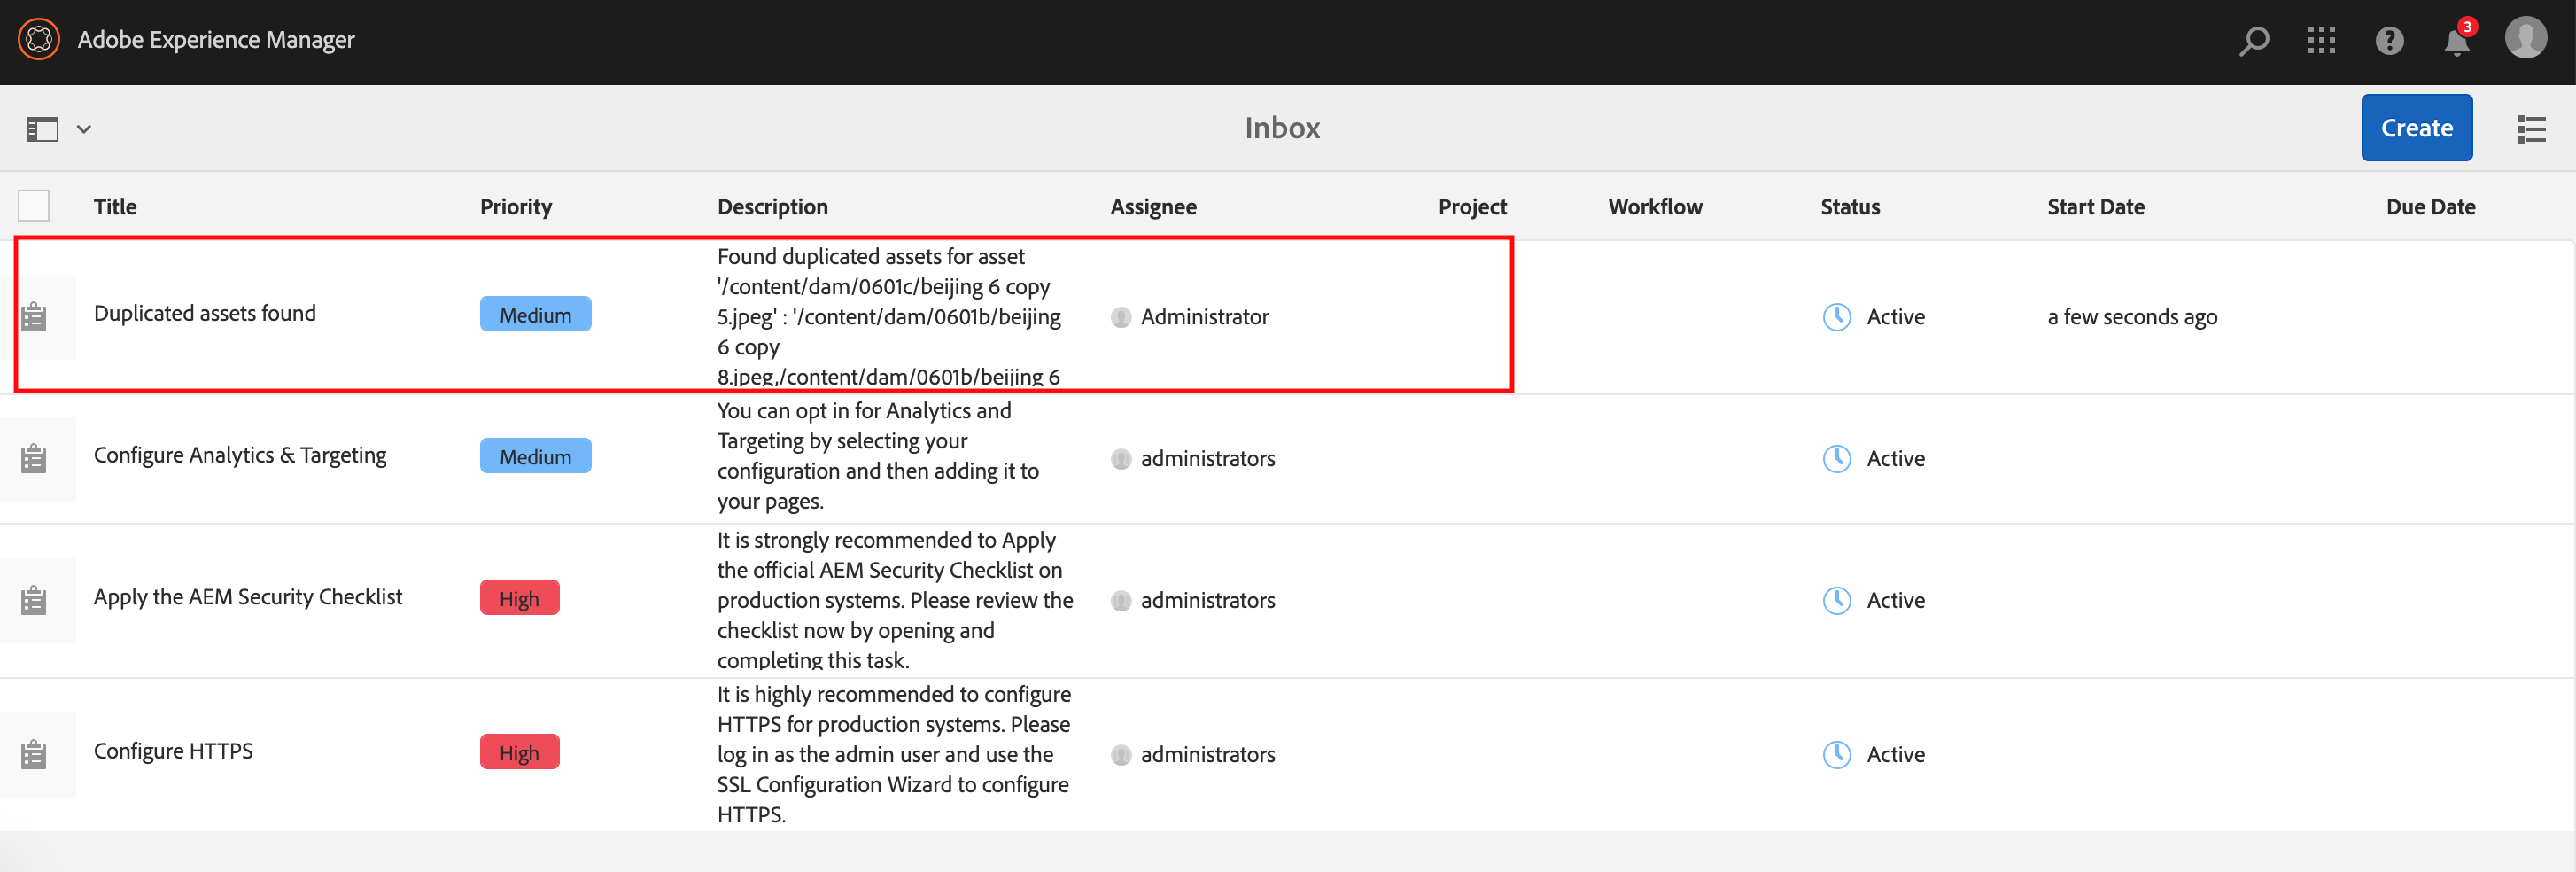 Adobe Experience Manager
3
Inbox
Create
Title Priority Description Assignee Project Workflow Status Start Date Due Date
Duplicated assets found
Medium
Found duplicated assets for asset
'/content/dam/0601c/beijing 6 copy
5.jpeg' : '/content/dam/0601b/beijing
6 copy
8.jpeg,/content/dam/0601b/beijing 6
Administrator
Active
a few seconds ago
Configure Analytics & Targeting
Medium
You can opt in for Analytics and
Targeting by selecting your
configuration and then adding it to
your pages.
administrators
Active
Apply the AEM Security Checklist
High
It is strongly recommended to Apply
the official AEM Security Checklist on
production systems. Please review the
checklist now by opening and
completing this task.
administrators
Active
Configure HTTPS
High
It is highly recommended to configure
HTTPS for production systems. Please
log in as the admin user and use the
SSL Configuration Wizard to configure
HTTPS.
administrators
Active